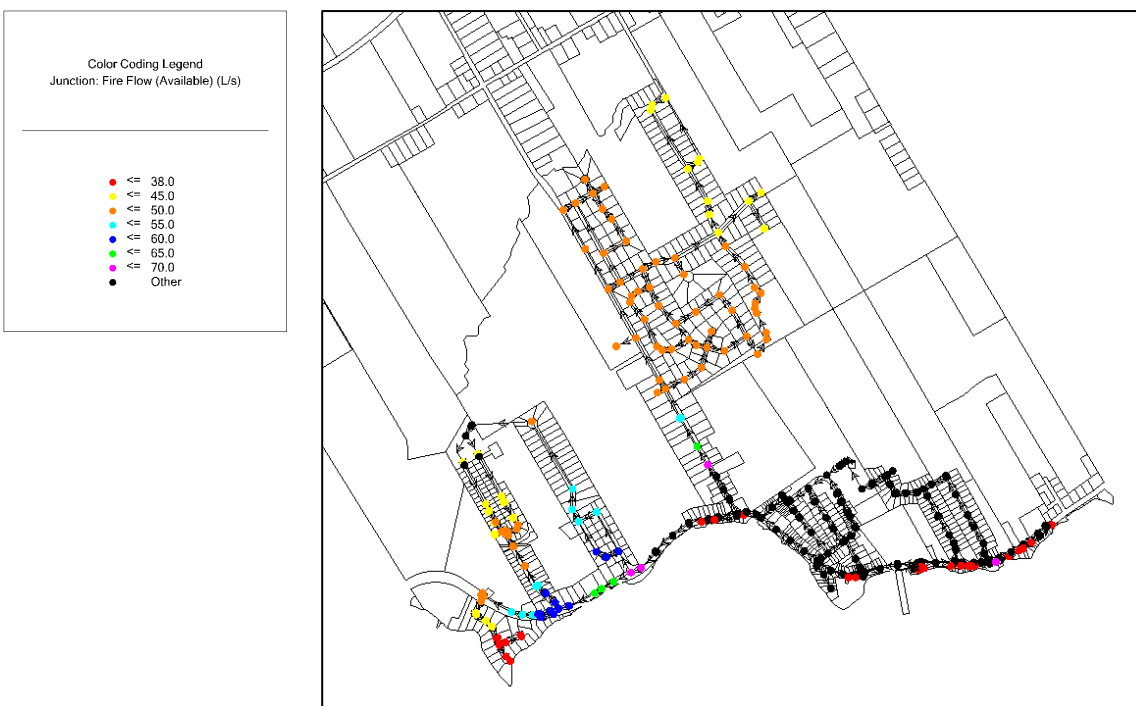 Color Coding Legend
Junction: Fire Flow (Available) (L/s)
<= 38.0
<= 45.0
<= 50.0
<= 55.0
<= 60.0
<= 65.0
<= 70.0
Other